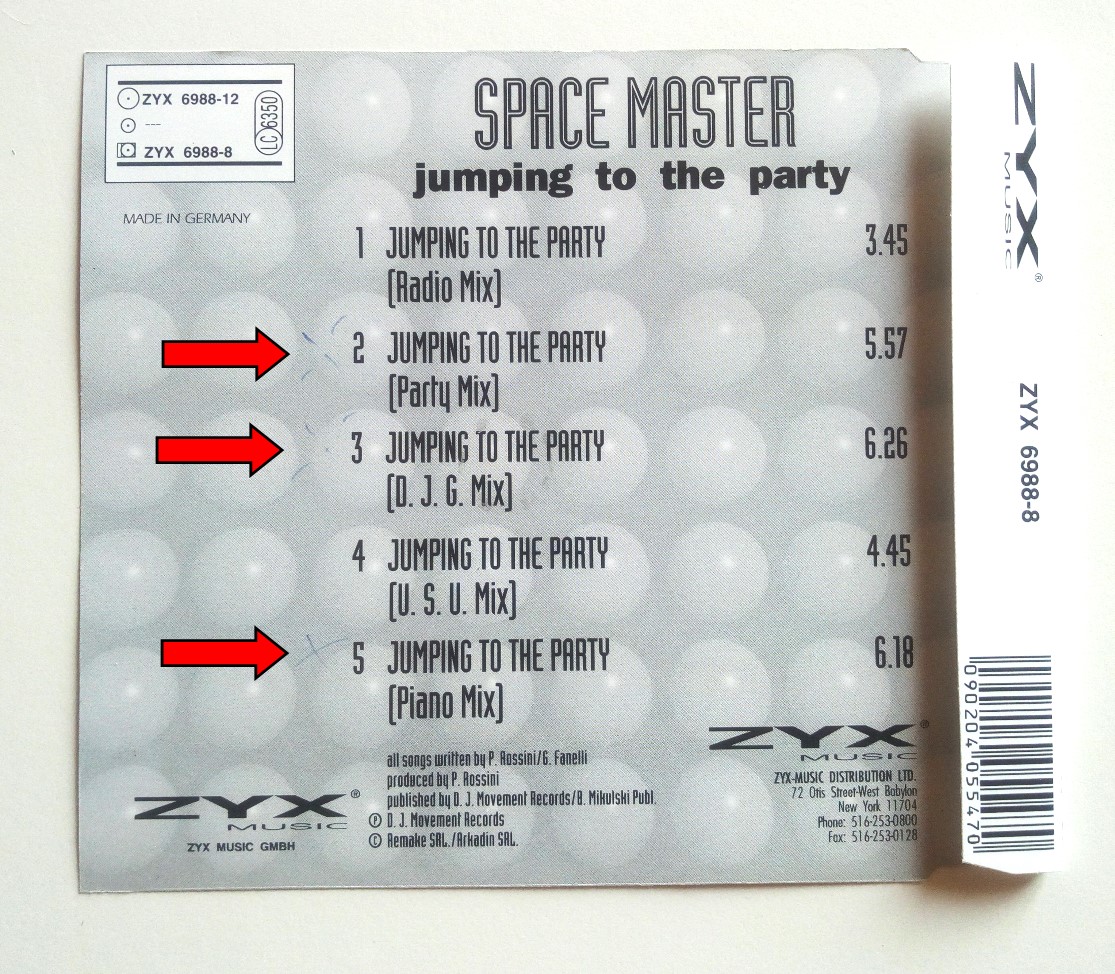 ZYX 6988-12
---
ZYX 6988-8
LC 6350
MADE IN GERMANY
SPACE MASTER
jumping to the party
1 JUMPING TO THE PARTY 3.45
(Radio Mix)
2 JUMPING TO THE PARTY 5.57
(Party Mix)
3 JUMPING TO THE PARTY 6.26
(D. J. G. Mix)
4 JUMPING TO THE PARTY 4.45
(U. S. U. Mix)
5 JUMPING TO THE PARTY 6.18
(Piano Mix)
all songs written by P. Rossini/G. Fanelli
produced by P. Rossini
published by D. J. Movement Records/A. Mikulski Publ.
Ⓟ D. J. Movement Records
© Remake SRL./Arkadin SRL.
ZYX®
MUSIC
ZYX MUSIC GMBH
ZYX®
MUSIC
ZYX-MUSIC DISTRIBUTION LTD.
72 Otis Street-West Babylon
New York 11704
Phone: 516-253-0800
Fax: 516-253-0128
ZYX®
MUSIC
ZYX 6988-8
090204055470